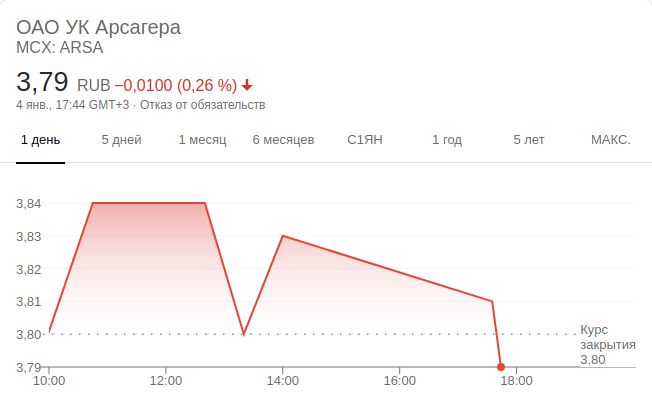 ОАО УК Арсагера
MCX: ARSA
3,79 RUB −0,0100 (0,26 %)
4 янв., 17:44 GMT+3 · Отказ от обязательств
1 день 5 дней 1 месяц 6 месяцев С1ЯН 1 год 5 лет МАКС.
3,84
3,83
3,82
3,81
3,80
Курс
закрытия
3,80
3,79
10:00 12:00 14:00 16:00 18:00